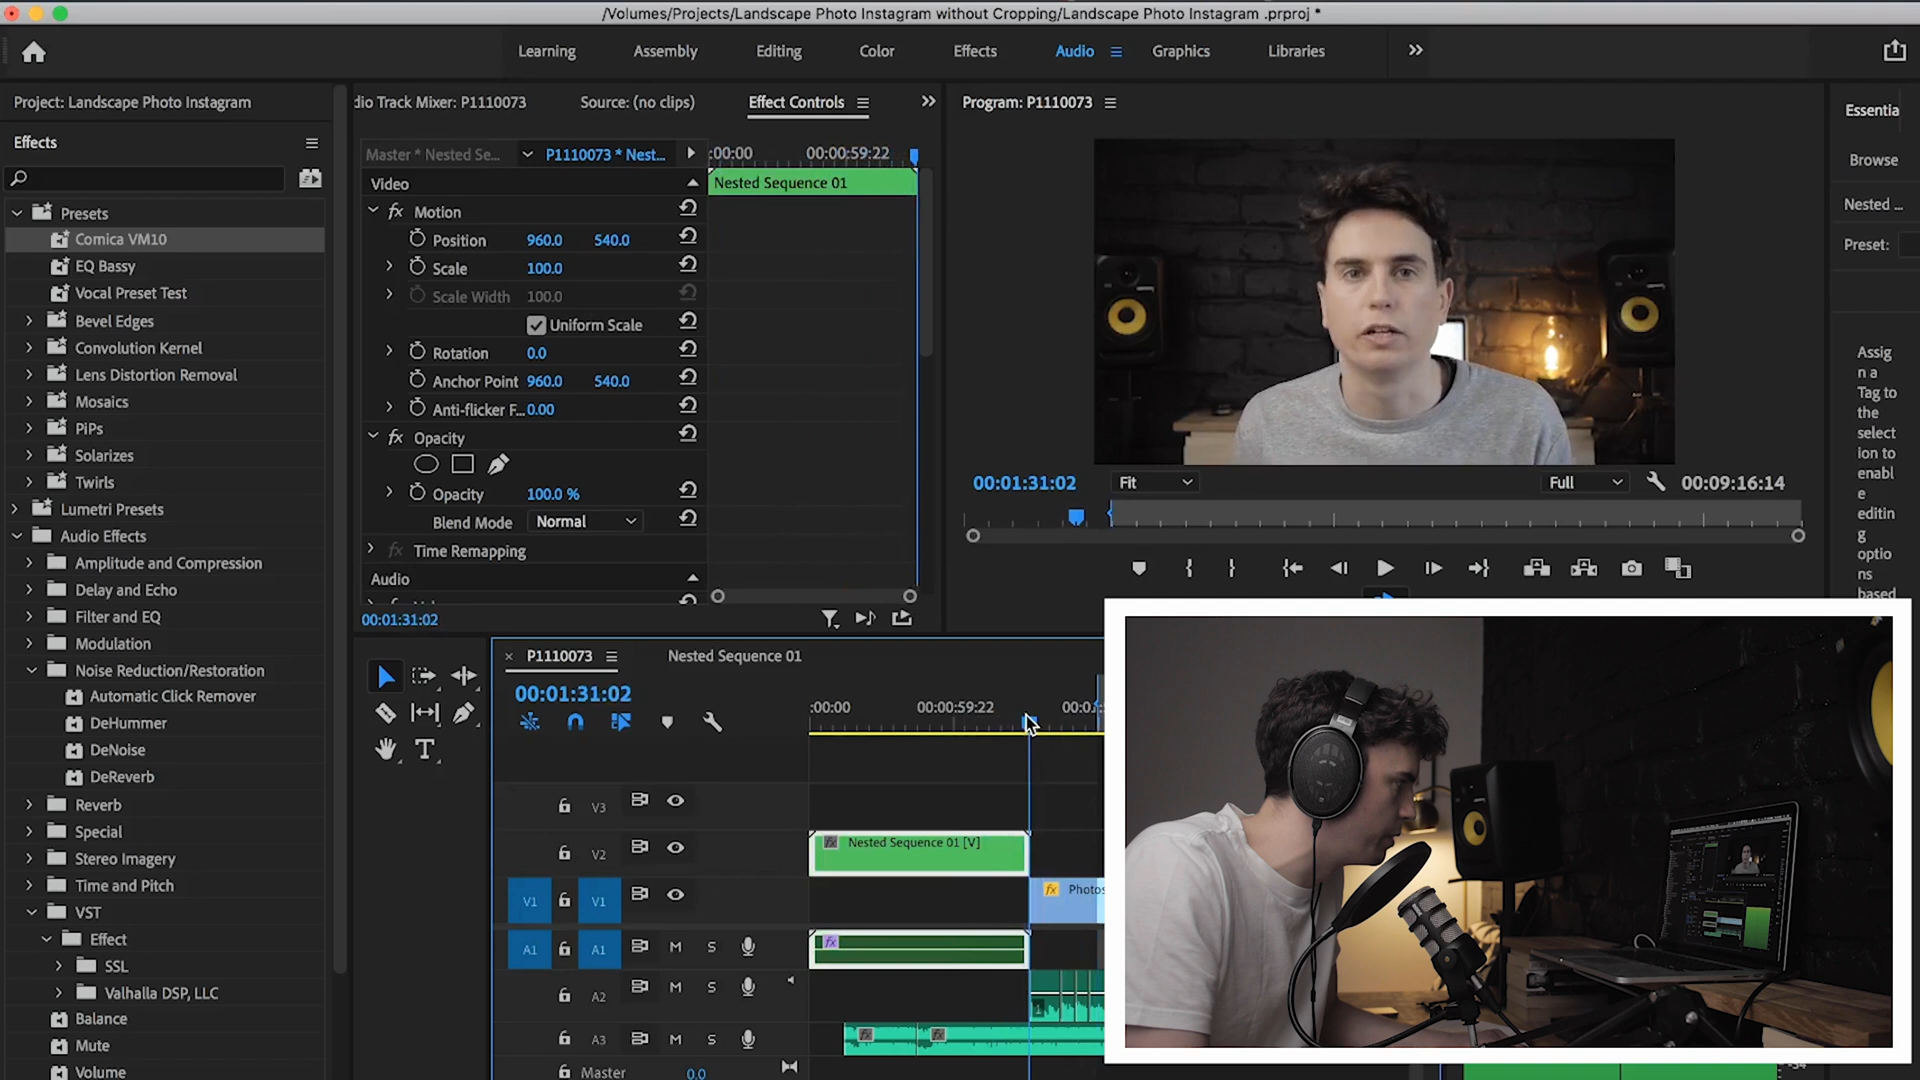 /Volumes/Projects/Landscape Photo Instagram without Cropping/Landscape Photo Instagram .prproj *
Learning
Assembly
Editing
Color
Effects
Audio
Graphics
Libraries
Project: Landscape Photo Instagram
Effects
Presets
Comica VM10
EQ Bassy
Vocal Preset Test
Bevel Edges
Convolution Kernel
Lens Distortion Removal
Mosaics
PiPs
Solarizes
Twirls
Lumetri Presets
Audio Effects
Amplitude and Compression
Delay and Echo
Filter and EQ
Modulation
Noise Reduction/Restoration
Automatic Click Remover
DeHummer
DeNoise
DeReverb
Reverb
Special
Stereo Imagery
Time and Pitch
VST
Effect
SSL
Valhalla DSP, LLC
Balance
Mute
Volume
dio Track Mixer: P1110073
Source: (no clips)
Effect Controls
Master * Nested Se...
P1110073 * Nest...
:00:00
00:00:59:22
Nested Sequence 01
Video
fx Motion
Position 960.0 540.0
Scale 100.0
Scale Width 100.0
Uniform Scale
Rotation 0.0
Anchor Point 960.0 540.0
Anti-flicker F... 0.00
fx Opacity
Opacity 100.0 %
Blend Mode Normal
fx Time Remapping
Audio
00:01:31:02
Program: P1110073
00:01:31:02
Fit
Full
00:09:16:14
Essentia
Browse
Nested ...
Preset:
Assig
n a
Tag to
the
select
ion to
enabl
e
editin
g
optio
ns
based
× P1110073
Nested Sequence 01
00:01:31:02
:00:00
00:00:59:22
V3
V2
fx Nested Sequence 01 [V]
V1 V1
fx Photos
A1 A1 M S
fx
A2 M S
1
A3 M S
fx fx
Master 0.0